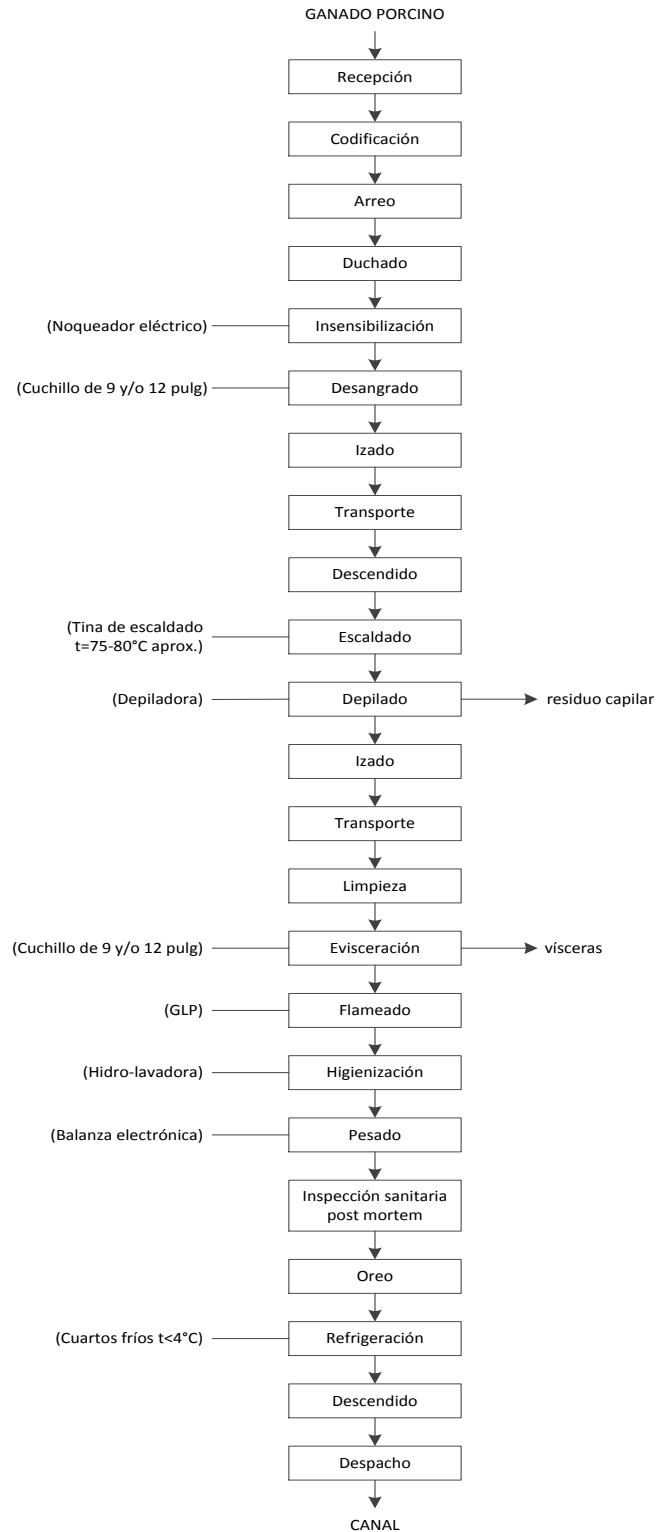 GANADO PORCINO
Recepción
Codificación
Arreo
Duchado
(Noqueador eléctrico)
Insensibilización
(Cuchillo de 9 y/o 12 pulg)
Desangrado
Izado
Transporte
Descendido
(Tina de escaldado
t=75-80°C aprox.)
Escaldado
(Depiladora)
Depilado
residuo capilar
Izado
Transporte
Limpieza
(Cuchillo de 9 y/o 12 pulg)
Evisceración
vísceras
(GLP)
Flameado
(Hidro-lavadora)
Higienización
(Balanza electrónica)
Pesado
Inspección sanitaria
post mortem
Oreo
(Cuartos fríos t<4°C)
Refrigeración
Descendido
Despacho
CANAL